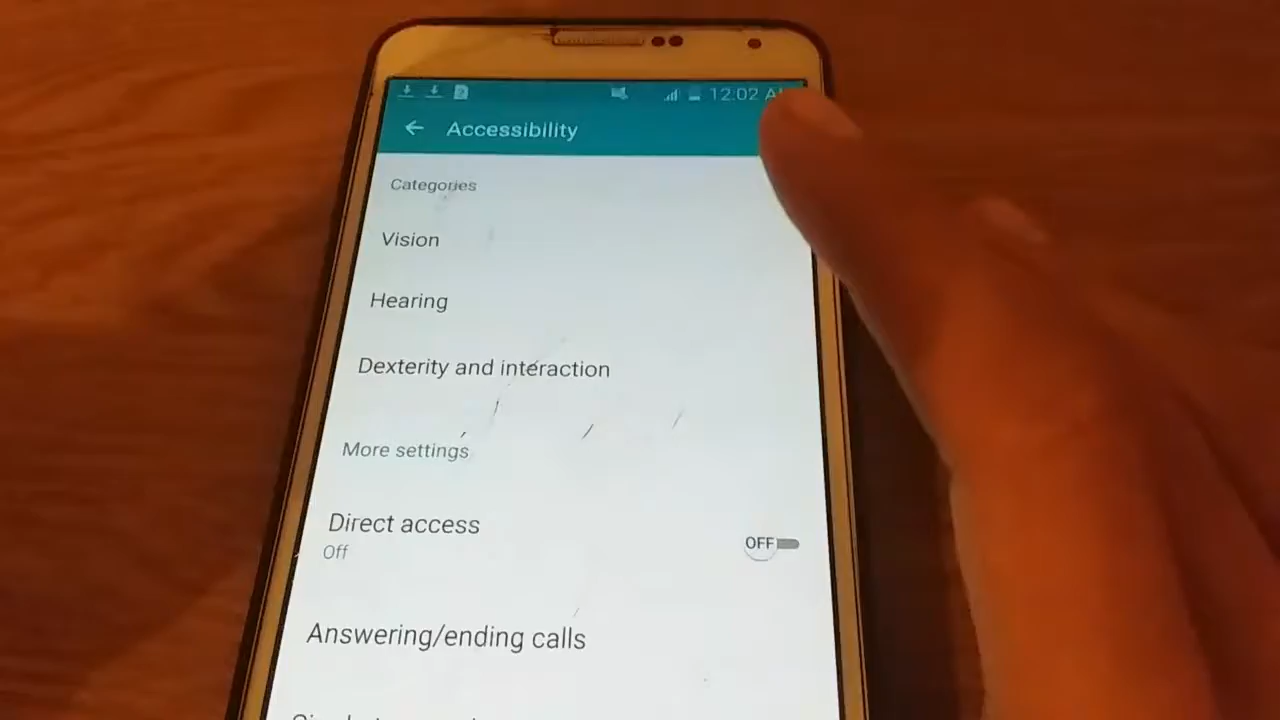 12:02
Accessibility
Categories
Vision
Hearing
Dexterity and interaction
More settings
Direct access
Off
OFF
Answering/ending calls